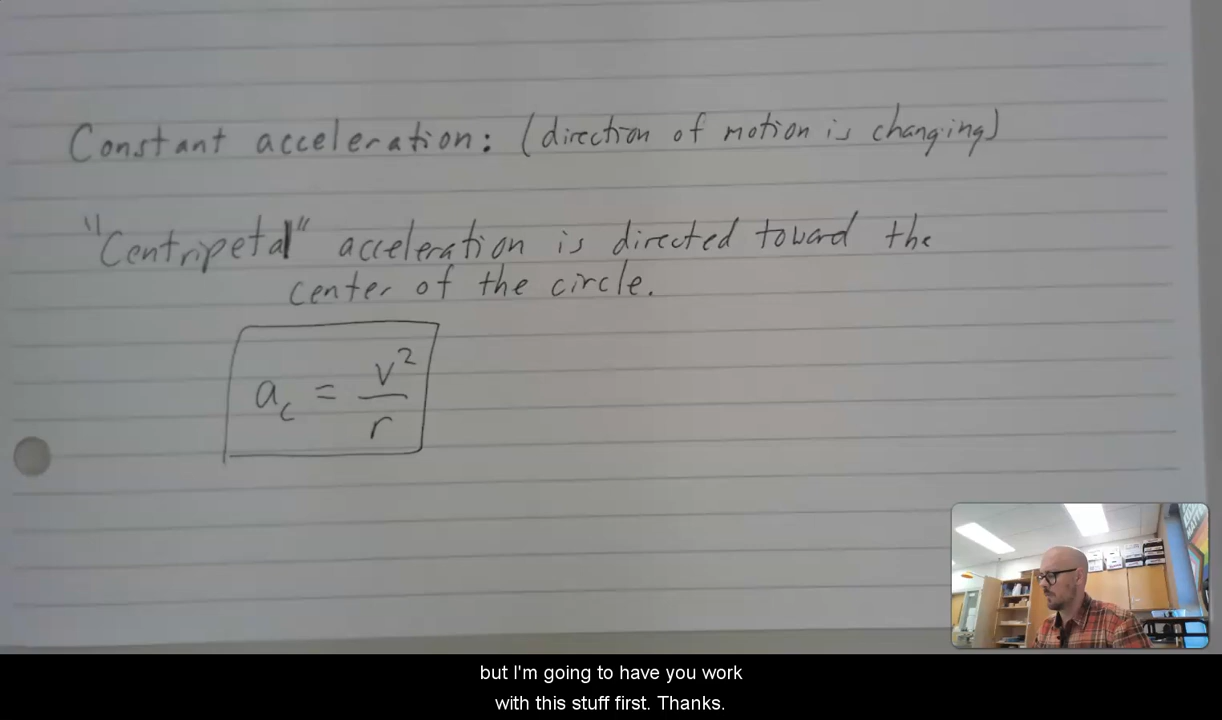 Constant acceleration: (direction of motion is changing)
"Centripetal" acceleration is directed toward the
center of the circle.
a_c = v²/r
but I'm going to have you work
with this stuff first. Thanks.